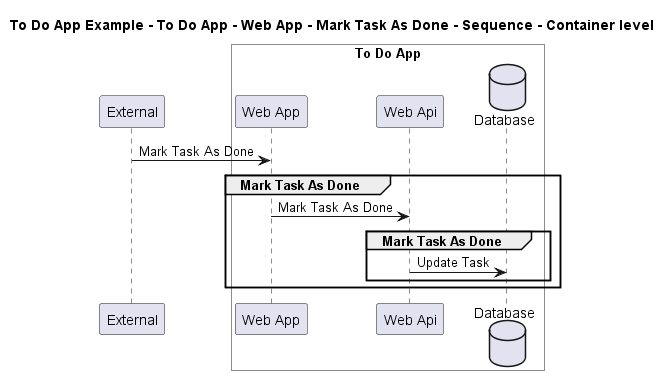 To Do App Example - To Do App - Web App - Mark Task As Done - Sequence - Container level
To Do App
External
Web App
Web Api
Database
Mark Task As Done
Mark Task As Done
Mark Task As Done
Mark Task As Done
Update Task
External
Web App
Web Api
Database